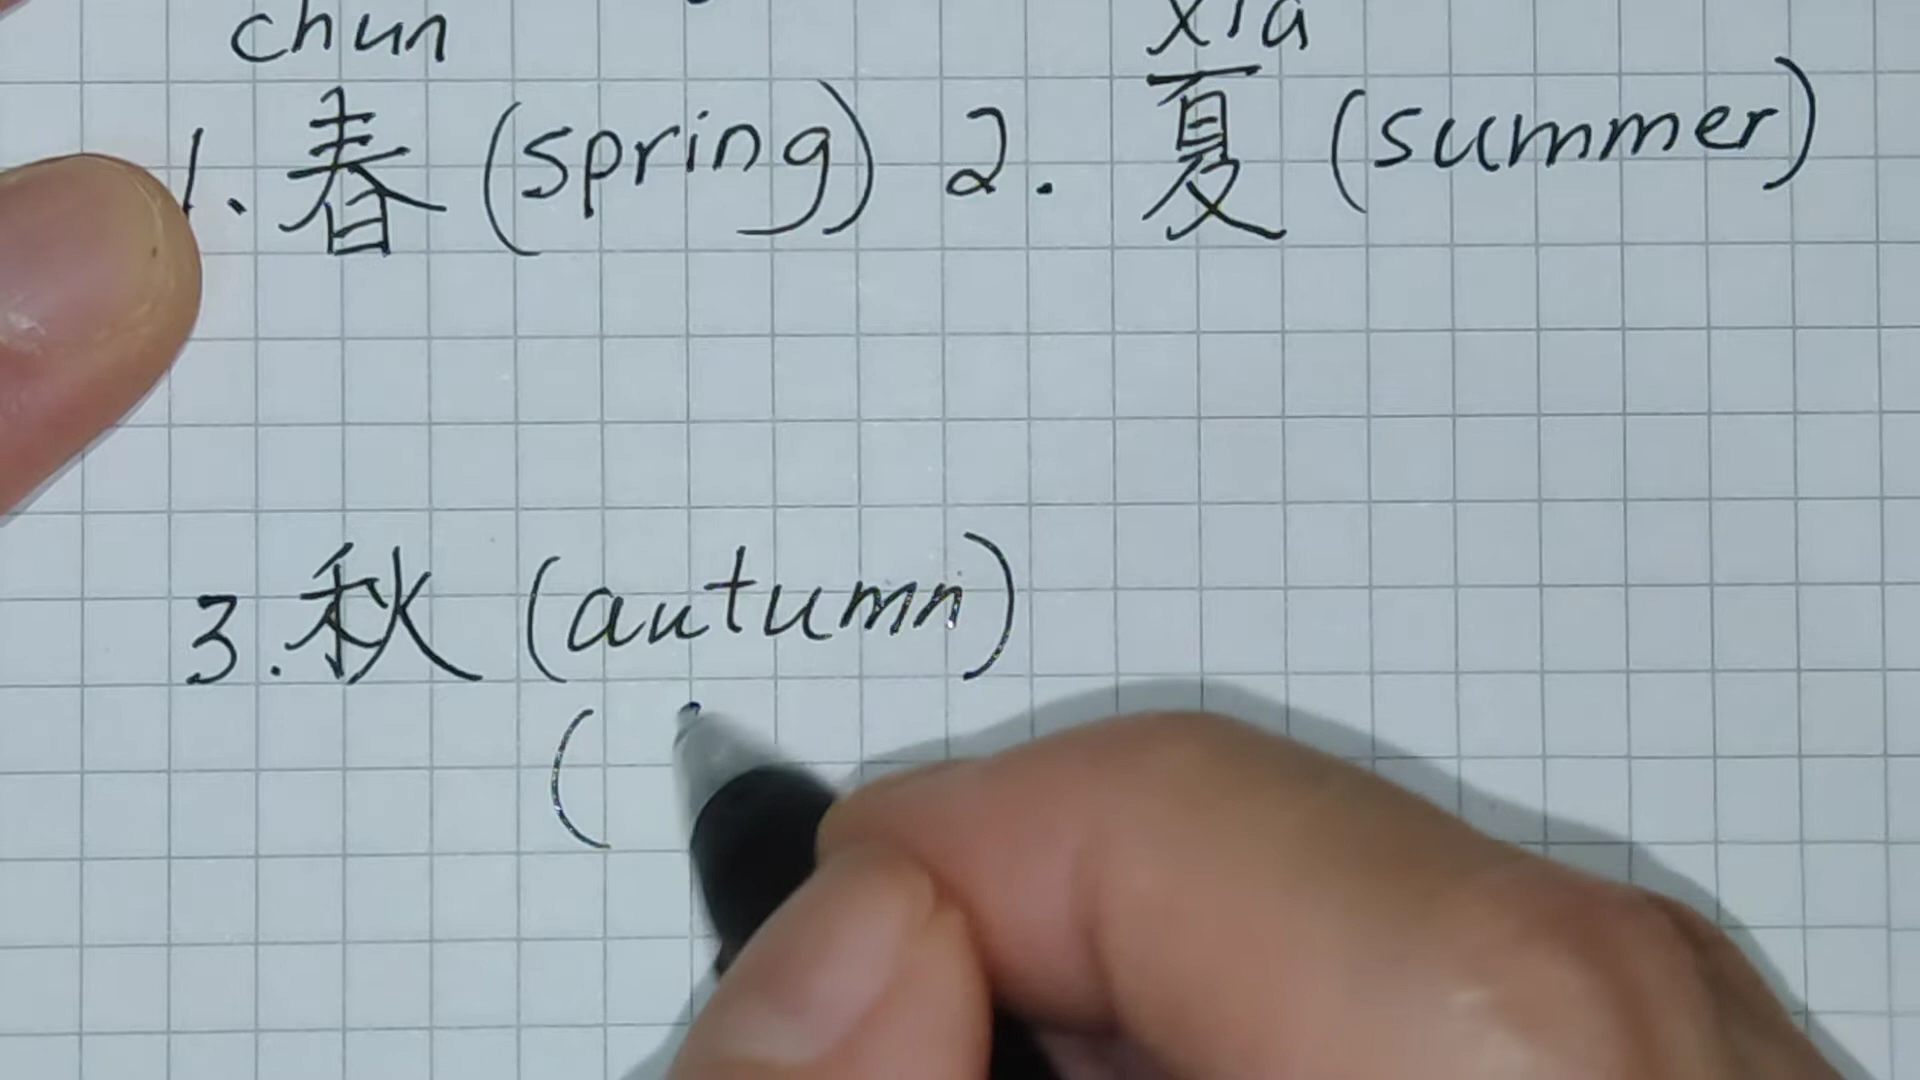 chun xia
1. 春 (spring) 2. 夏 (summer)
3. 秋 (autumn)
(